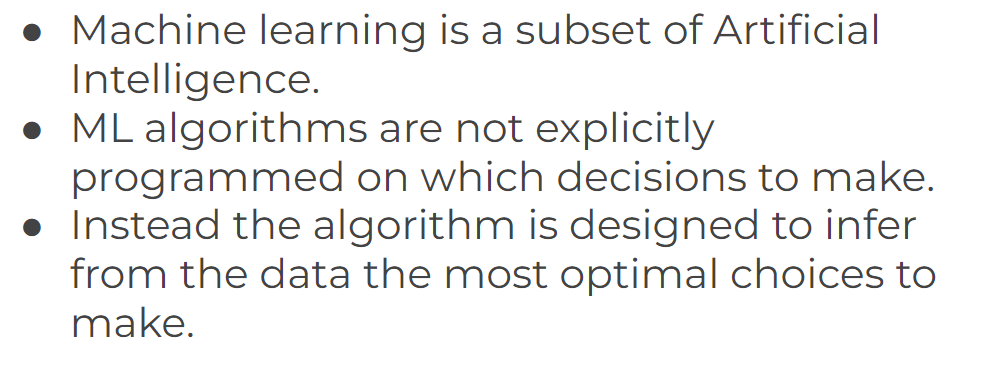 ● Machine learning is a subset of Artificial
Intelligence.
● ML algorithms are not explicitly
programmed on which decisions to make.
● Instead the algorithm is designed to infer
from the data the most optimal choices to
make.